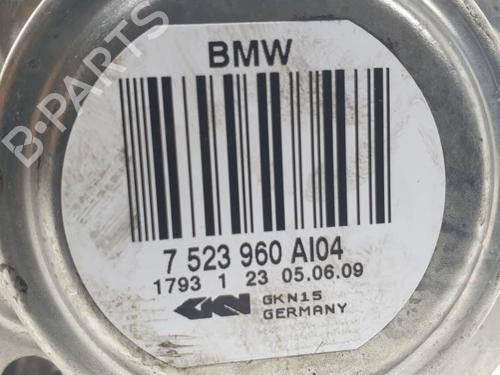 BMW
7 523 960 AI04
1793 1 23 05.06.09
GKN GKN15
GERMANY
B-PARTS